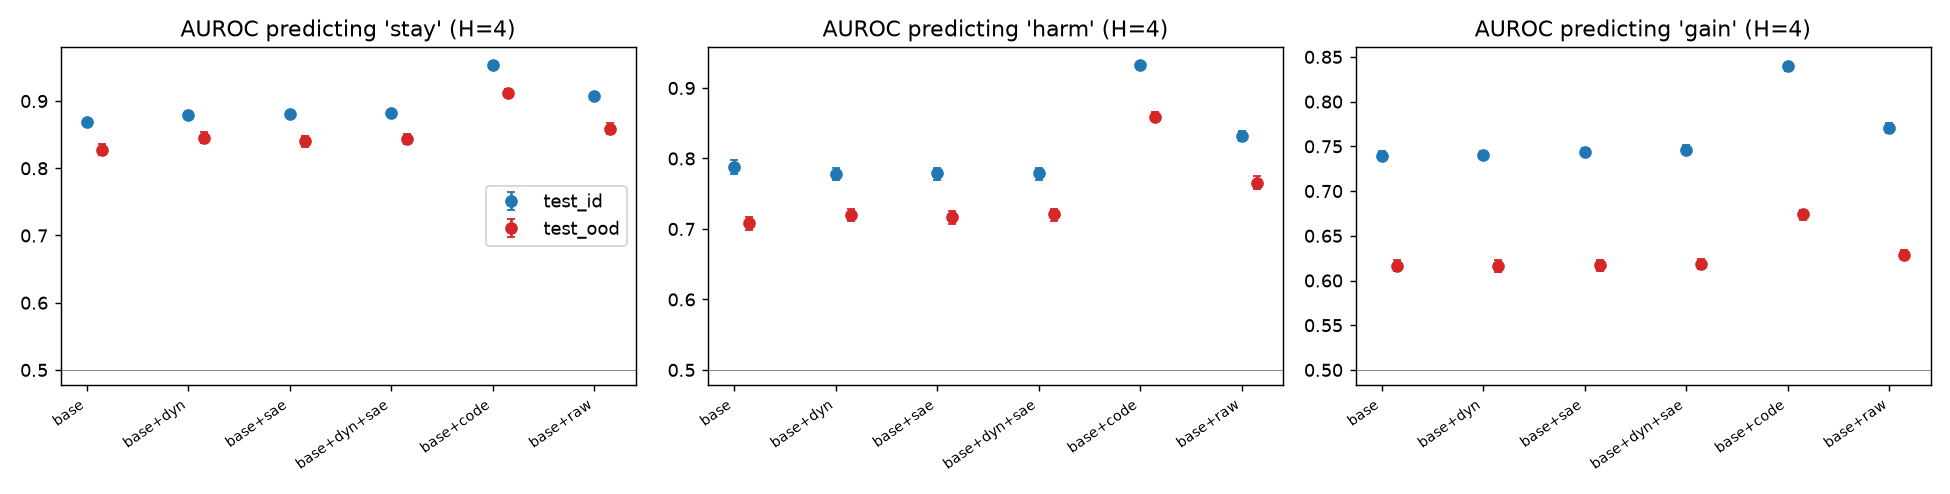 AUROC predicting 'stay' (H=4)
0.9
0.8
0.7
0.6
0.5
test_id
test_ood
base
base+dyn
base+sae
base+dyn+sae
base+code
base+raw
AUROC predicting 'harm' (H=4)
0.9
0.8
0.7
0.6
0.5
base
base+dyn
base+sae
base+dyn+sae
base+code
base+raw
AUROC predicting 'gain' (H=4)
0.85
0.80
0.75
0.70
0.65
0.60
0.55
0.50
base
base+dyn
base+sae
base+dyn+sae
base+code
base+raw